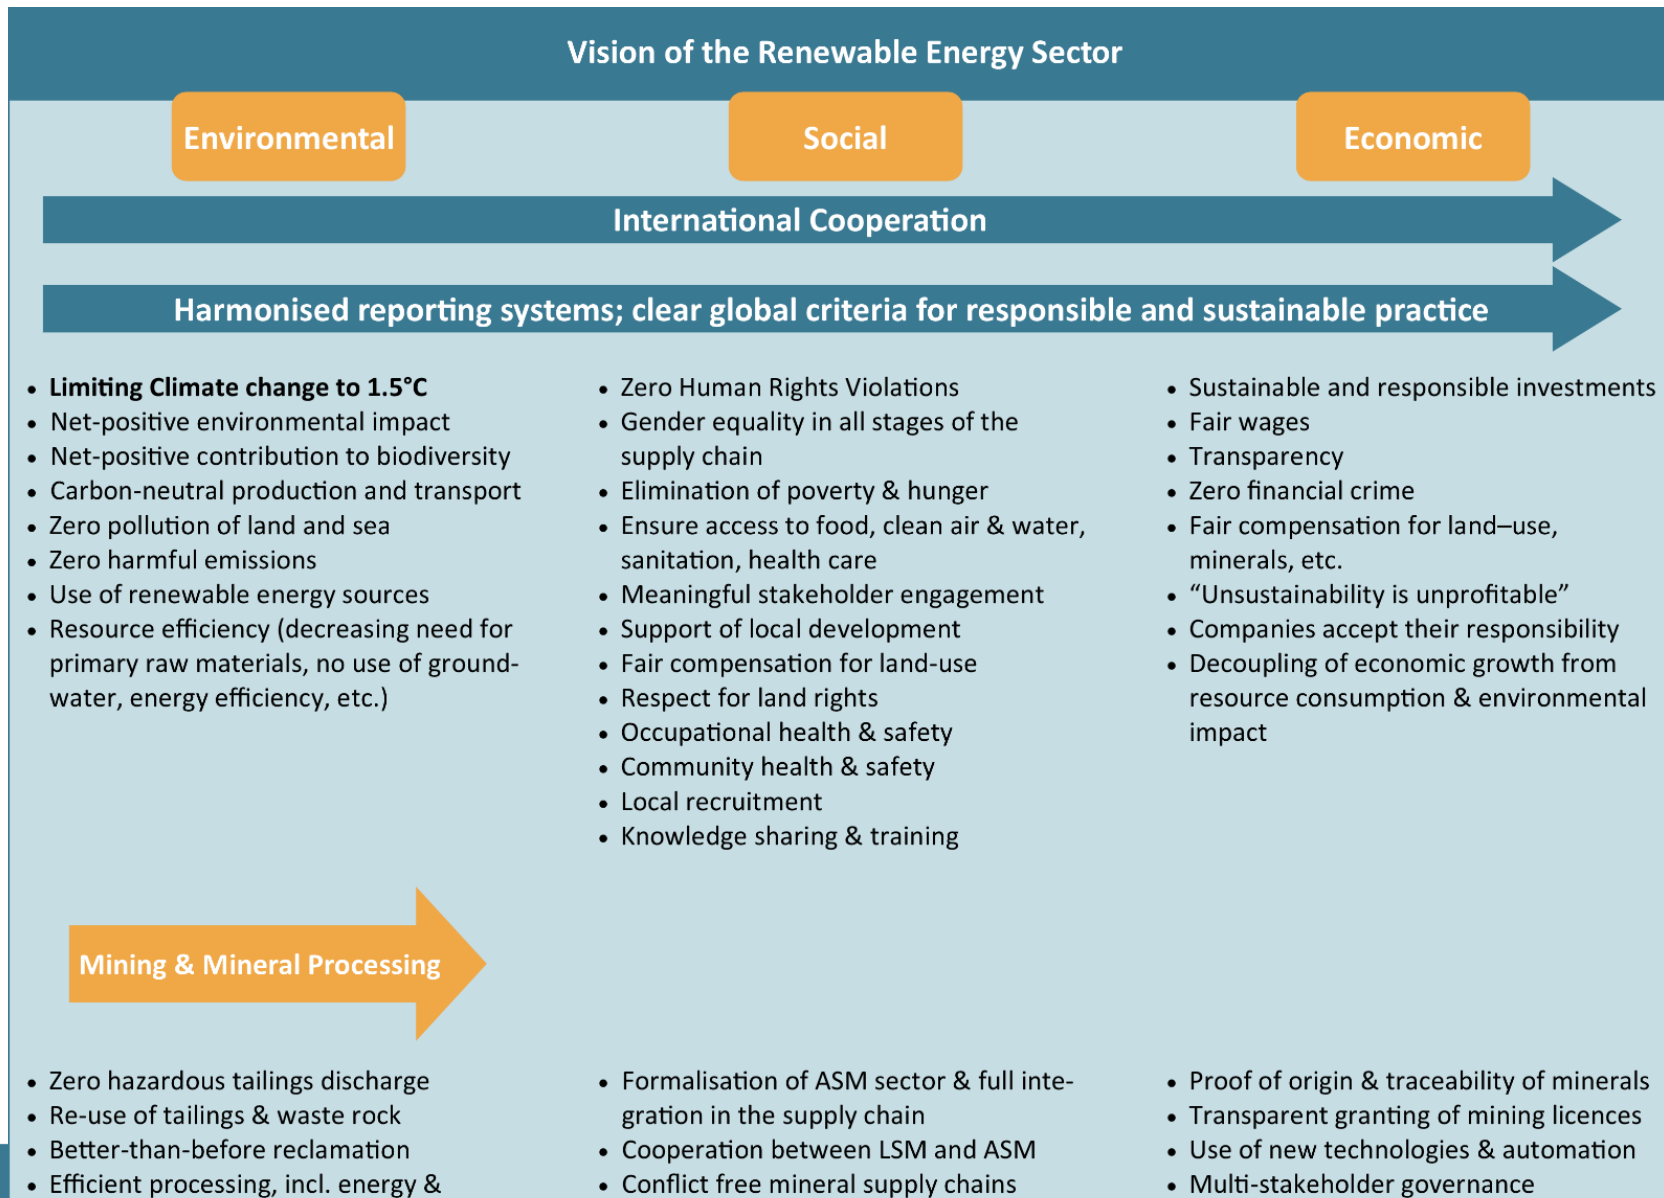 Vision of the Renewable Energy Sector
Environmental
Social
Economic
International Cooperation
Harmonised reporting systems; clear global criteria for responsible and sustainable practice
• Limiting Climate change to 1.5°C
• Net-positive environmental impact
• Net-positive contribution to biodiversity
• Carbon-neutral production and transport
• Zero pollution of land and sea
• Zero harmful emissions
• Use of renewable energy sources
• Resource efficiency (decreasing need for
primary raw materials, no use of ground-
water, energy efficiency, etc.)
• Zero Human Rights Violations
• Gender equality in all stages of the
supply chain
• Elimination of poverty & hunger
• Ensure access to food, clean air & water,
sanitation, health care
• Meaningful stakeholder engagement
• Support of local development
• Fair compensation for land-use
• Respect for land rights
• Occupational health & safety
• Community health & safety
• Local recruitment
• Knowledge sharing & training
• Sustainable and responsible investments
• Fair wages
• Transparency
• Zero financial crime
• Fair compensation for land–use,
minerals, etc.
• “Unsustainability is unprofitable”
• Companies accept their responsibility
• Decoupling of economic growth from
resource consumption & environmental
impact
Mining & Mineral Processing
• Zero hazardous tailings discharge
• Re-use of tailings & waste rock
• Better-than-before reclamation
• Efficient processing, incl. energy &
• Formalisation of ASM sector & full inte-
gration in the supply chain
• Cooperation between LSM and ASM
• Conflict free mineral supply chains
• Proof of origin & traceability of minerals
• Transparent granting of mining licences
• Use of new technologies & automation
• Multi-stakeholder governance